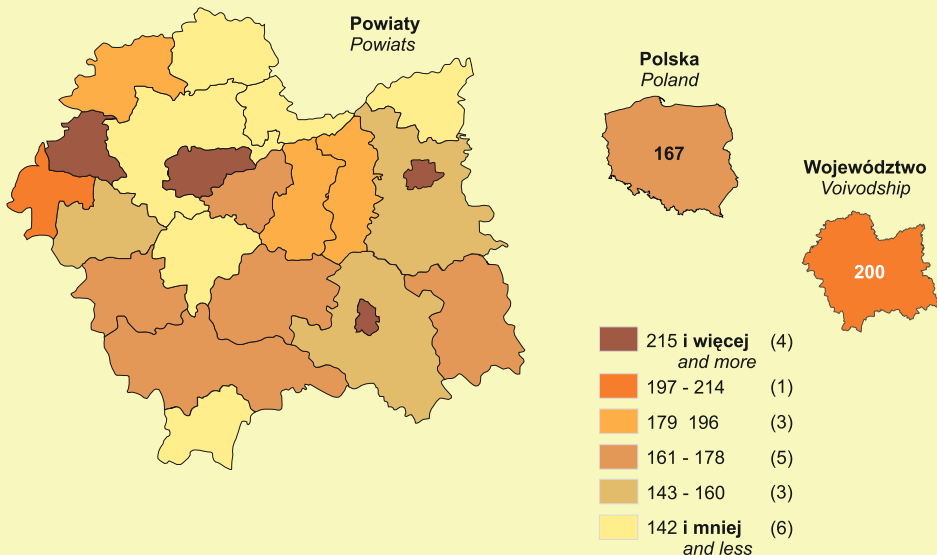 Powiaty
Powiats
Polska
Poland
167
Województwo
Voivodship
200
215 i więcej (4)
and more
197 - 214 (1)
179 196 (3)
161 - 178 (5)
143 - 160 (3)
142 i mniej (6)
and less